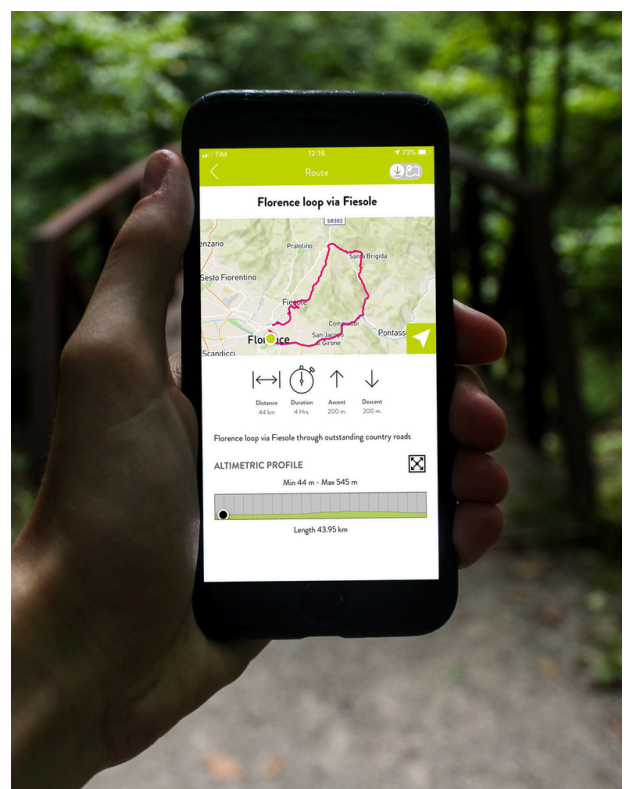 TIM 12:16 73%
Route
Florence loop via Fiesole
SR302
enzano
Pratolino
Santa Brigida
Sesto Fiorentino
Fiesole
Compiobbi
Florence
San Jacopo
al Girone
Pontass
Scandicci
Distance Duration Ascent Descent
44 km. 4 Hrs. 200 m. 200 m.
Florence loop via Fiesole through outstanding country roads
ALTIMETRIC PROFILE
Min 44 m - Max 545 m
Length 43.95 km